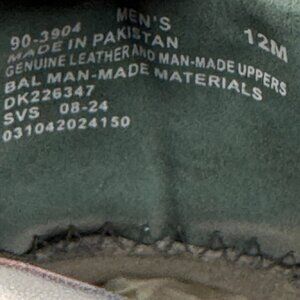 90-3904 MEN'S 12M
MADE IN PAKISTAN
GENUINE LEATHER AND MAN-MADE UPPERS
BAL MAN-MADE MATERIALS
DK226347
SVS 08-24
031042024150